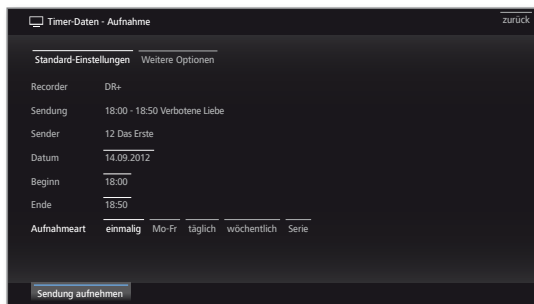 Timer-Daten - Aufnahme zurück
Standard-Einstellungen Weitere Optionen
Recorder DR+
Sendung 18:00 - 18:50 Verbotene Liebe
Sender 12 Das Erste
Datum 14.09.2012
Beginn 18:00
Ende 18:50
Aufnahmeart einmalig Mo-Fr täglich wöchentlich Serie
Sendung aufnehmen